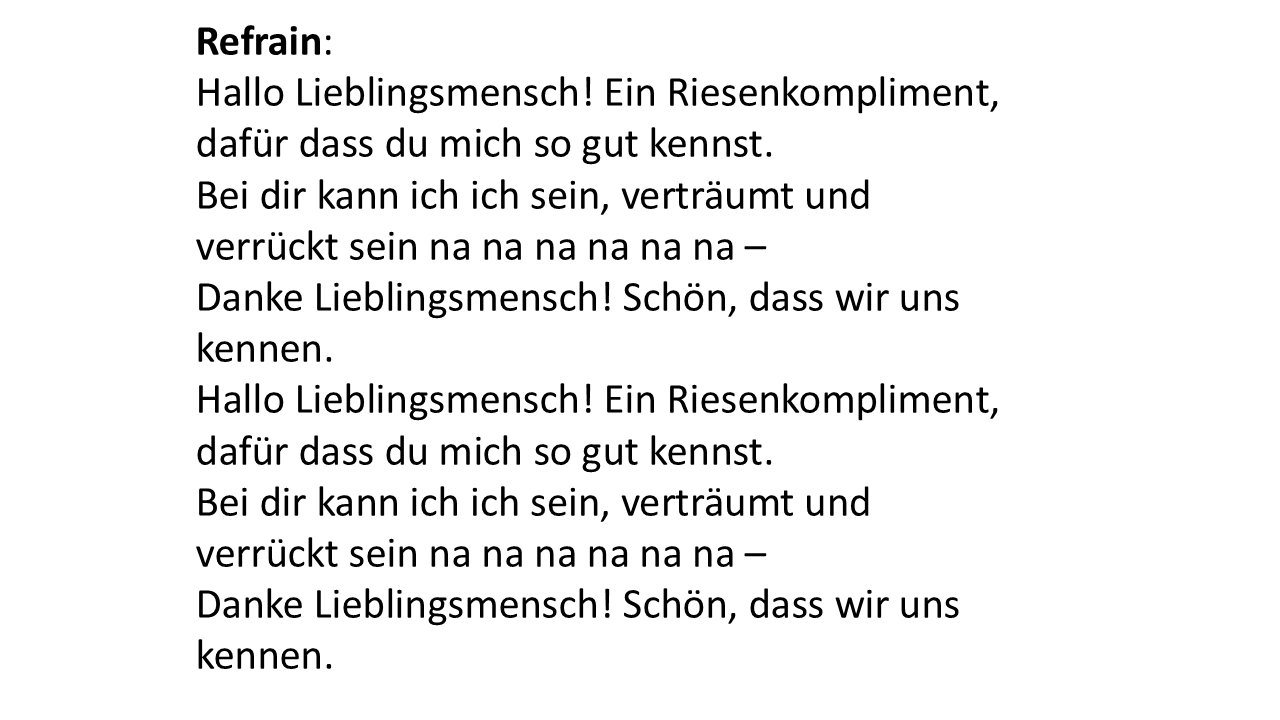 Refrain:
Hallo Lieblingsmensch! Ein Riesenkompliment,
dafür dass du mich so gut kennst.
Bei dir kann ich ich sein, verträumt und
verrückt sein na na na na na na –
Danke Lieblingsmensch! Schön, dass wir uns
kennen.
Hallo Lieblingsmensch! Ein Riesenkompliment,
dafür dass du mich so gut kennst.
Bei dir kann ich ich sein, verträumt und
verrückt sein na na na na na na –
Danke Lieblingsmensch! Schön, dass wir uns
kennen.